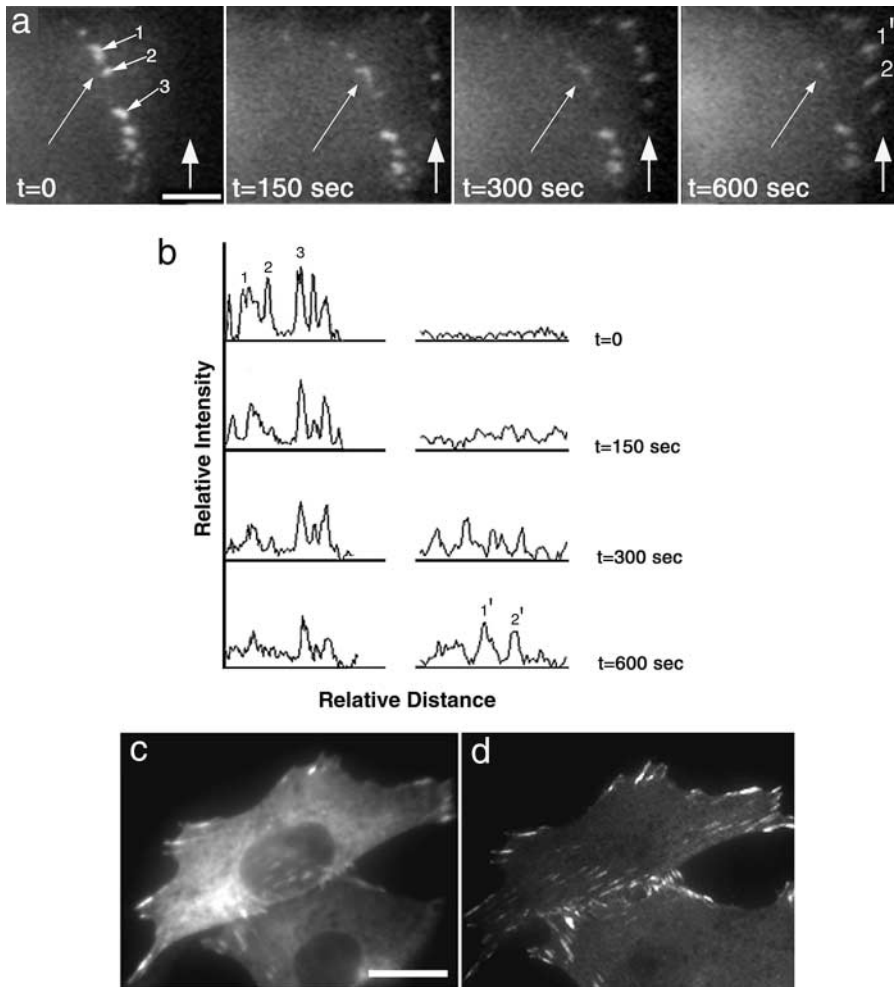 a
1
2
3
1'
2
t=0
t=150 sec
t=300 sec
t=600 sec
b
Relative Intensity
1
2
3
t=0
t=150 sec
t=300 sec
1'
2'
t=600 sec
Relative Distance
c
d